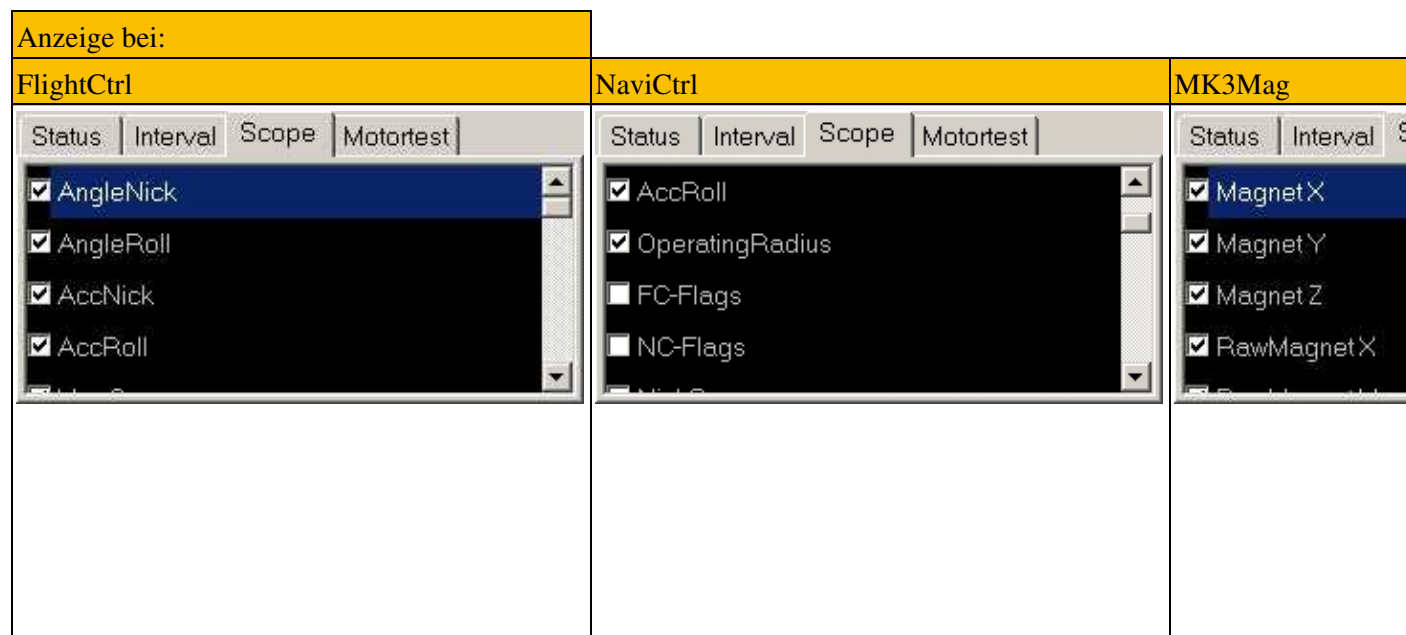 Anzeige bei:
FlightCtrl NaviCtrl MK3Mag
Status Interval Scope Motortest Status Interval Scope Motortest Status Interval
AngleNick AccRoll MagnetX
AngleRoll OperatingRadius MagnetY
AccNick FC-Flags MagnetZ
AccRoll NC-Flags RawMagnetX